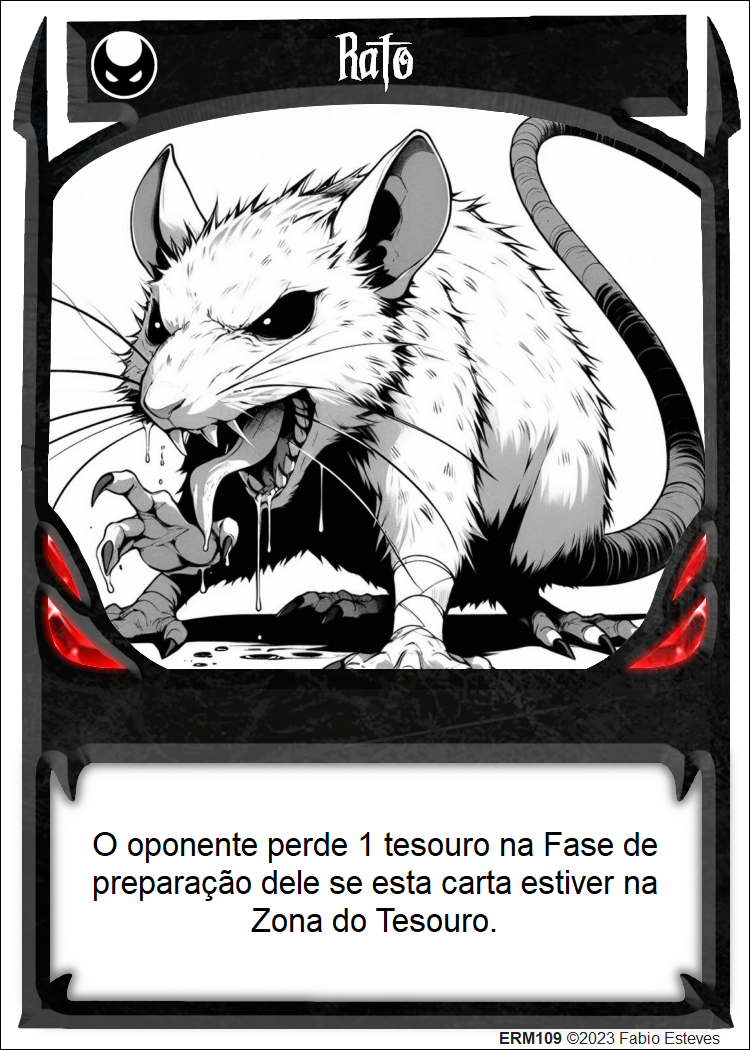 Rato
O oponente perde 1 tesouro na Fase de
preparação dele se esta carta estiver na
Zona do Tesouro.
ERM109 ©2023 Fabio Esteves